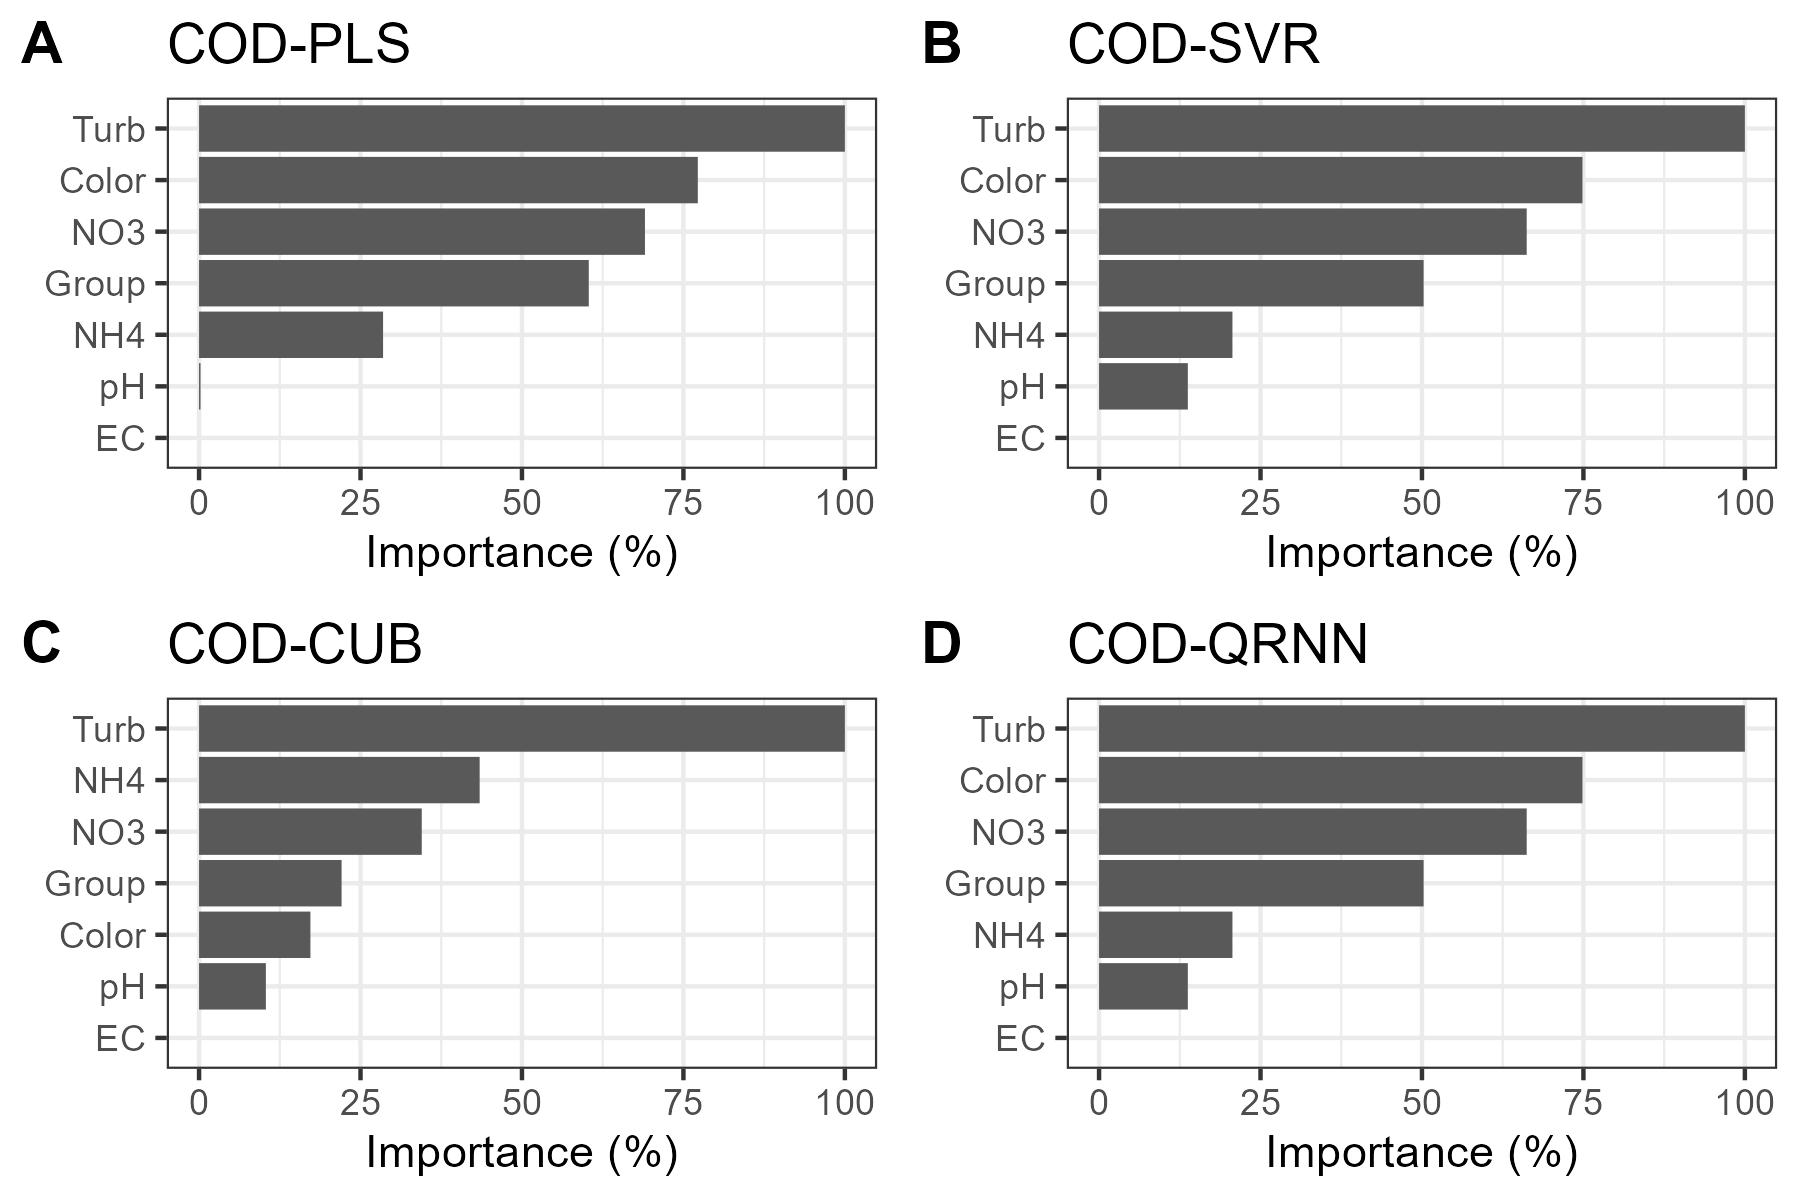 A COD-PLS
Turb
Color
NO3
Group
NH4
pH
EC
0 25 50 75 100
Importance (%)
B COD-SVR
Turb
Color
NO3
Group
NH4
pH
EC
0 25 50 75 100
Importance (%)
C COD-CUB
Turb
NH4
NO3
Group
Color
pH
EC
0 25 50 75 100
Importance (%)
D COD-QRNN
Turb
Color
NO3
Group
NH4
pH
EC
0 25 50 75 100
Importance (%)